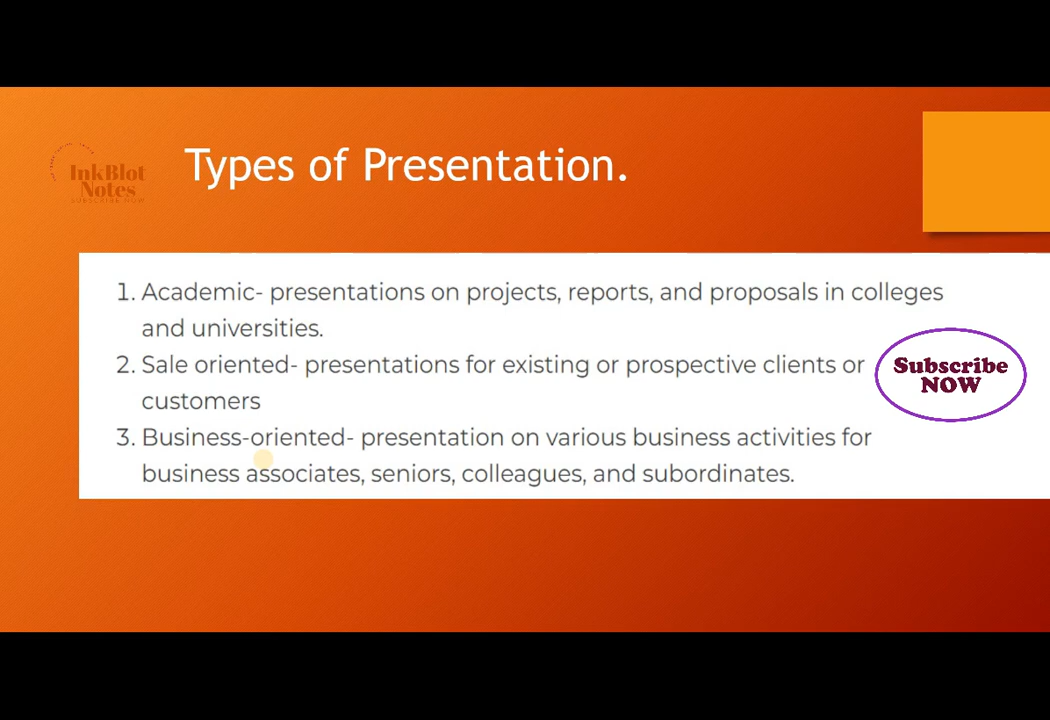 InkBlot
Notes
SUBSCRIBE NOW
Types of Presentation.
1. Academic- presentations on projects, reports, and proposals in colleges
and universities.
2. Sale oriented- presentations for existing or prospective clients or
customers
3. Business-oriented- presentation on various business activities for
business associates, seniors, colleagues, and subordinates.
Subscribe
NOW